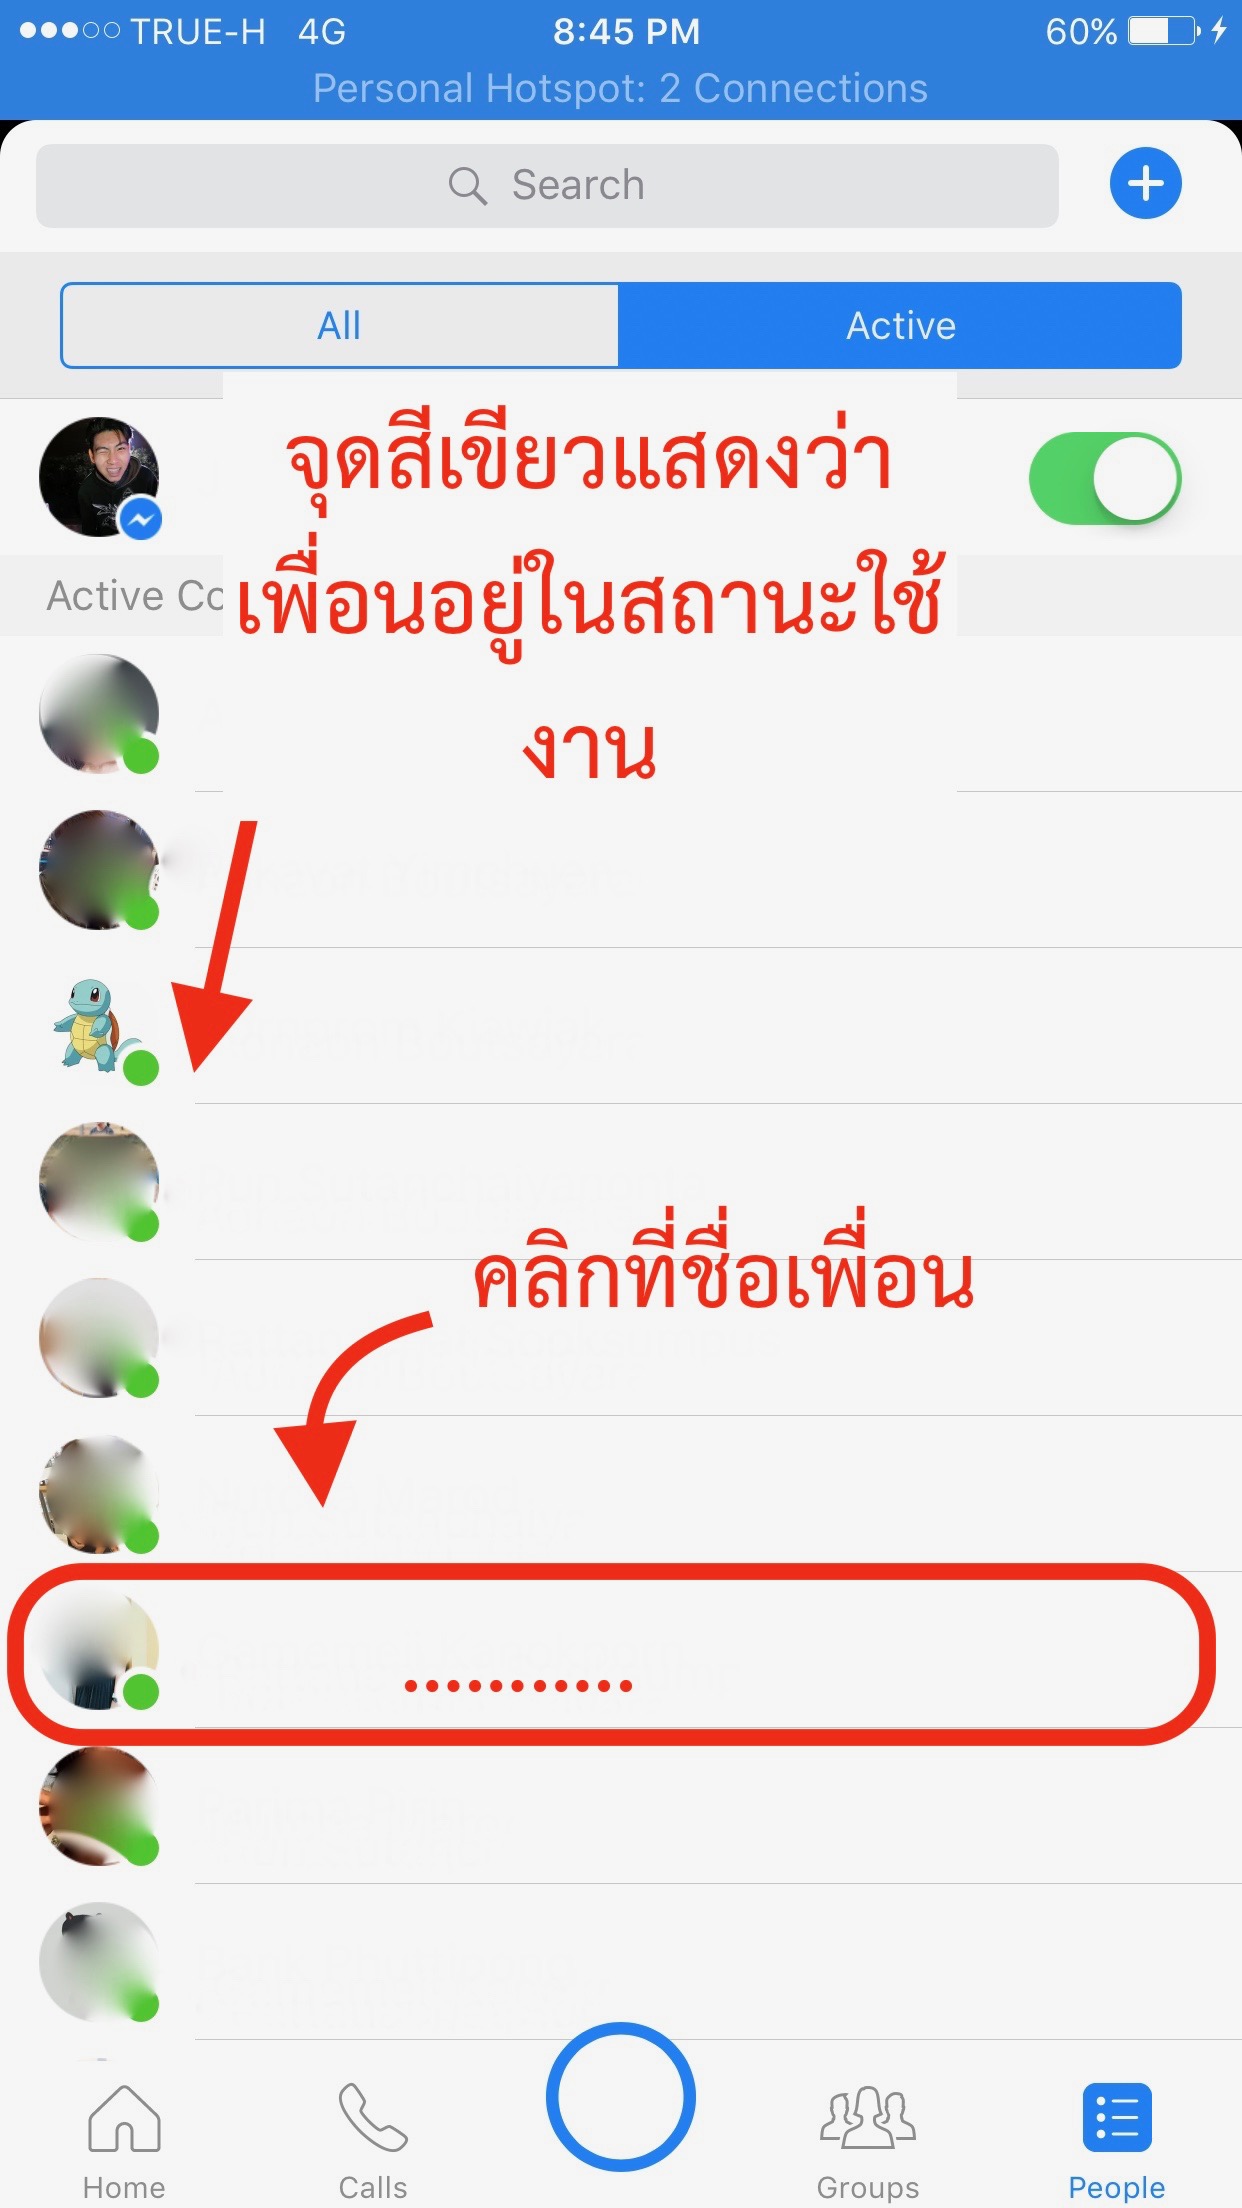 TRUE-H 4G 8:45 PM 60%
Personal Hotspot: 2 Connections
Search
All
Active
จุดสีเขียวแสดงว่า
Active
เพื่อนอยู่ในสถานะใช้
งาน
คลิกที่ชื่อเพื่อน
...........
Home
Calls
Groups
People